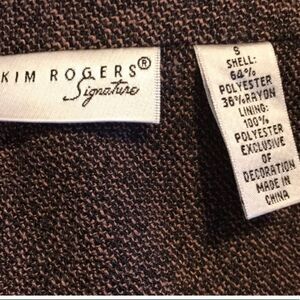 KIM ROGERS®
Signature
S
SHELL:
64%
POLYESTER
36%RAYON
LINING:
100%
POLYESTER
EXCLUSIVE
OF
DECORATION
MADE IN
CHINA